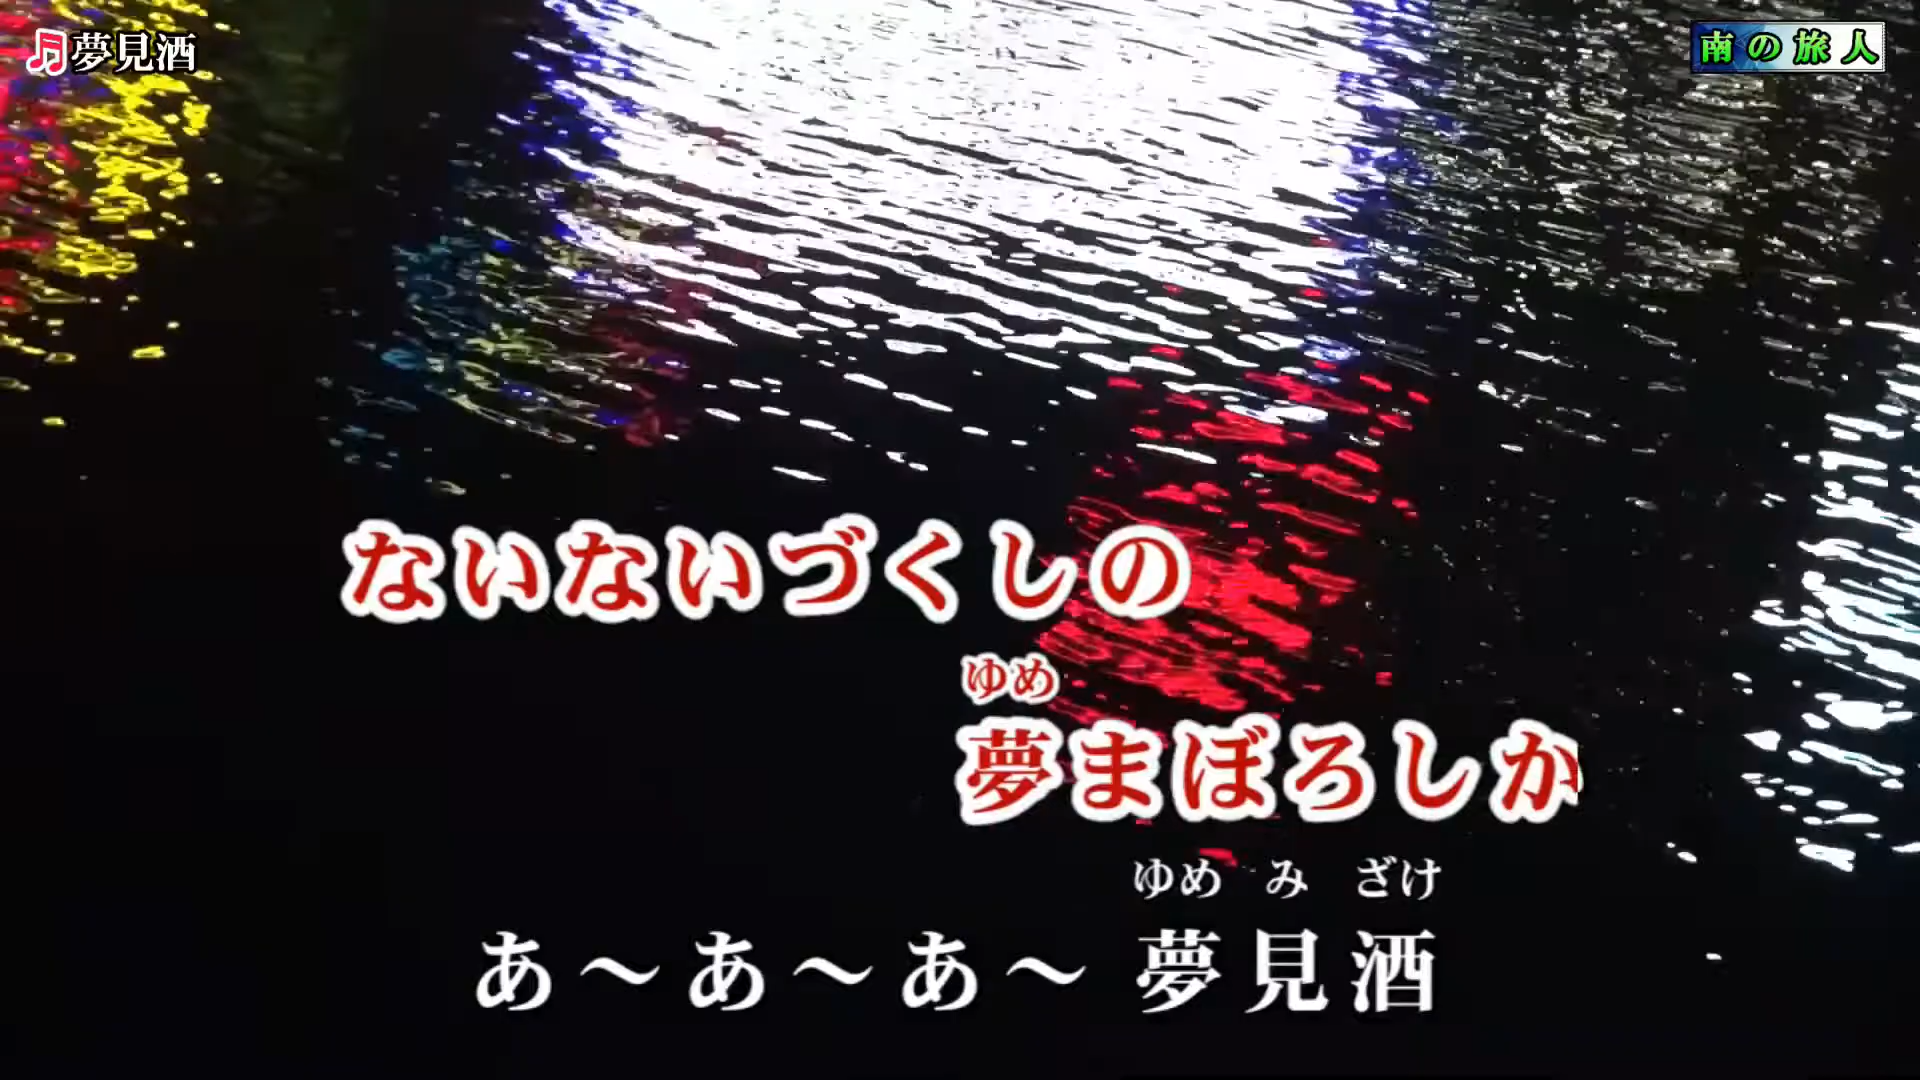 夢見酒
南の旅人
ないないづくしの
ゆめ
夢まぼろしか
ゆめ み ざけ
あ～あ～あ～ 夢見酒